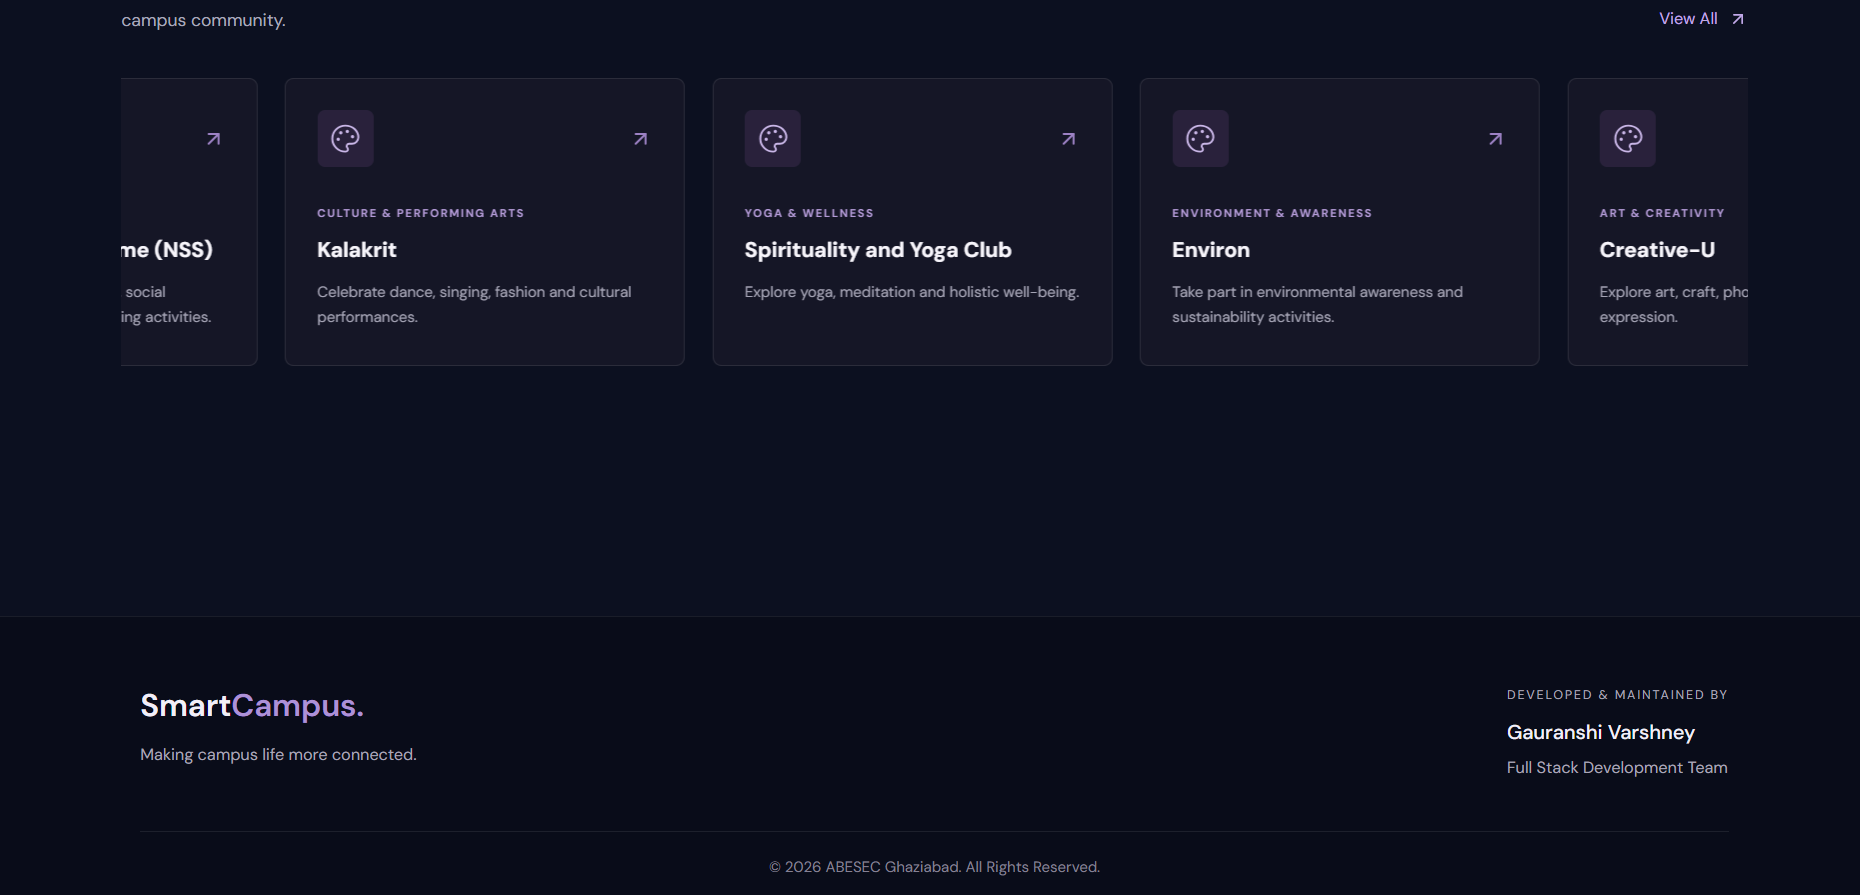 campus community.
View All
me (NSS)
social
ing activities.
CULTURE & PERFORMING ARTS
Kalakrit
Celebrate dance, singing, fashion and cultural
performances.
YOGA & WELLNESS
Spirituality and Yoga Club
Explore yoga, meditation and holistic well-being.
ENVIRONMENT & AWARENESS
Environ
Take part in environmental awareness and
sustainability activities.
ART & CREATIVITY
Creative-U
Explore art, craft, pho
expression.
SmartCampus.
Making campus life more connected.
DEVELOPED & MAINTAINED BY
Gauranshi Varshney
Full Stack Development Team
© 2026 ABESEC Ghaziabad. All Rights Reserved.